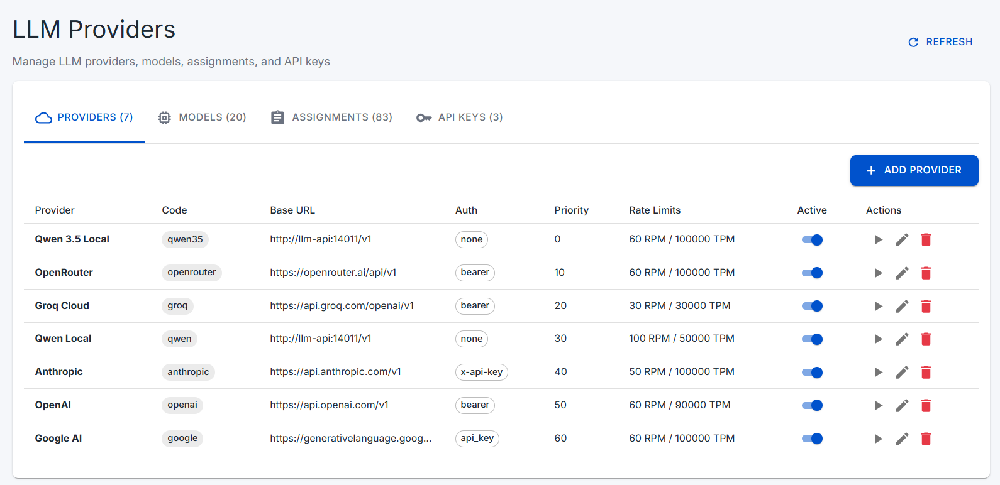 LLM Providers
REFRESH
Manage LLM providers, models, assignments, and API keys
PROVIDERS (7) MODELS (20) ASSIGNMENTS (83) API KEYS (3)
ADD PROVIDER
Provider Code Base URL Auth Priority Rate Limits Active Actions
Qwen 3.5 Local qwen35 http://llm-api:14011/v1 none 0 60 RPM / 100000 TPM
OpenRouter openrouter https://openrouter.ai/api/v1 bearer 10 60 RPM / 100000 TPM
Groq Cloud groq https://api.groq.com/openai/v1 bearer 20 30 RPM / 30000 TPM
Qwen Local qwen http://llm-api:14011/v1 none 30 100 RPM / 50000 TPM
Anthropic anthropic https://api.anthropic.com/v1 x-api-key 40 50 RPM / 100000 TPM
OpenAI openai https://api.openai.com/v1 bearer 50 60 RPM / 90000 TPM
Google AI google https://generativelanguage.goog... api_key 60 60 RPM / 100000 TPM